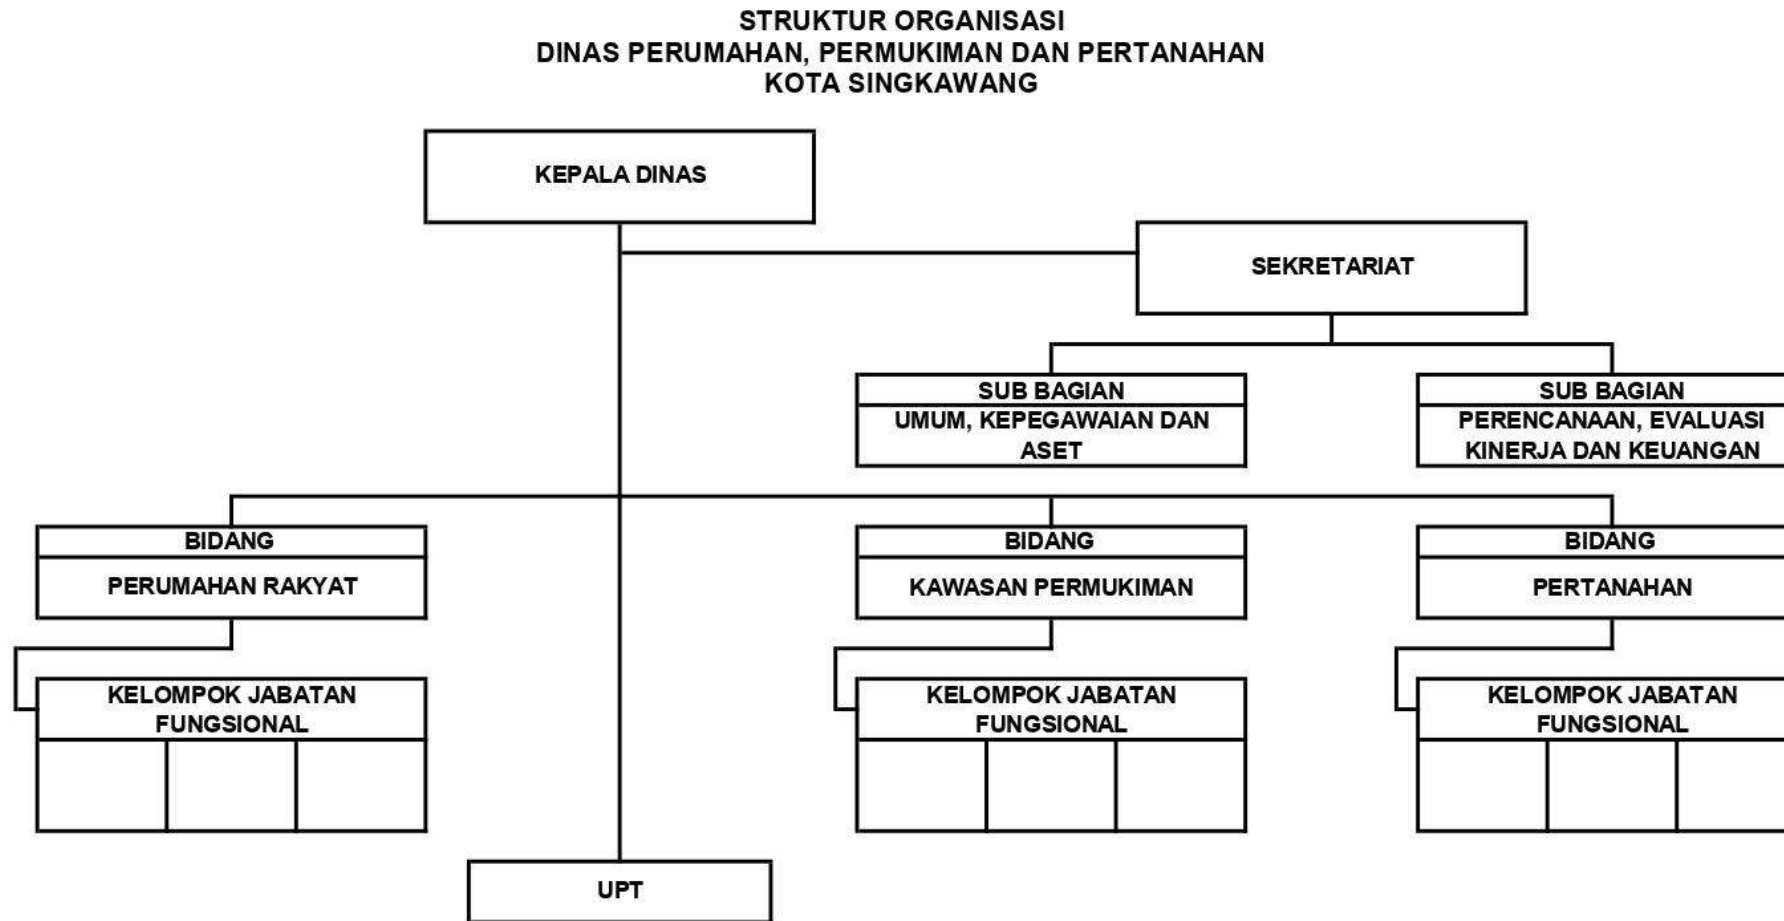 STRUKTUR ORGANISASI
DINAS PERUMAHAN, PERMUKIMAN DAN PERTANAHAN
KOTA SINGKAWANG
KEPALA DINAS
SEKRETARIAT
SUB BAGIAN
UMUM, KEPEGAWAIAN DAN
ASET
SUB BAGIAN
PERENCANAAN, EVALUASI
KINERJA DAN KEUANGAN
BIDANG
PERUMAHAN RAKYAT
BIDANG
KAWASAN PERMUKIMAN
BIDANG
PERTANAHAN
KELOMPOK JABATAN
FUNGSIONAL
KELOMPOK JABATAN
FUNGSIONAL
KELOMPOK JABATAN
FUNGSIONAL
UPT